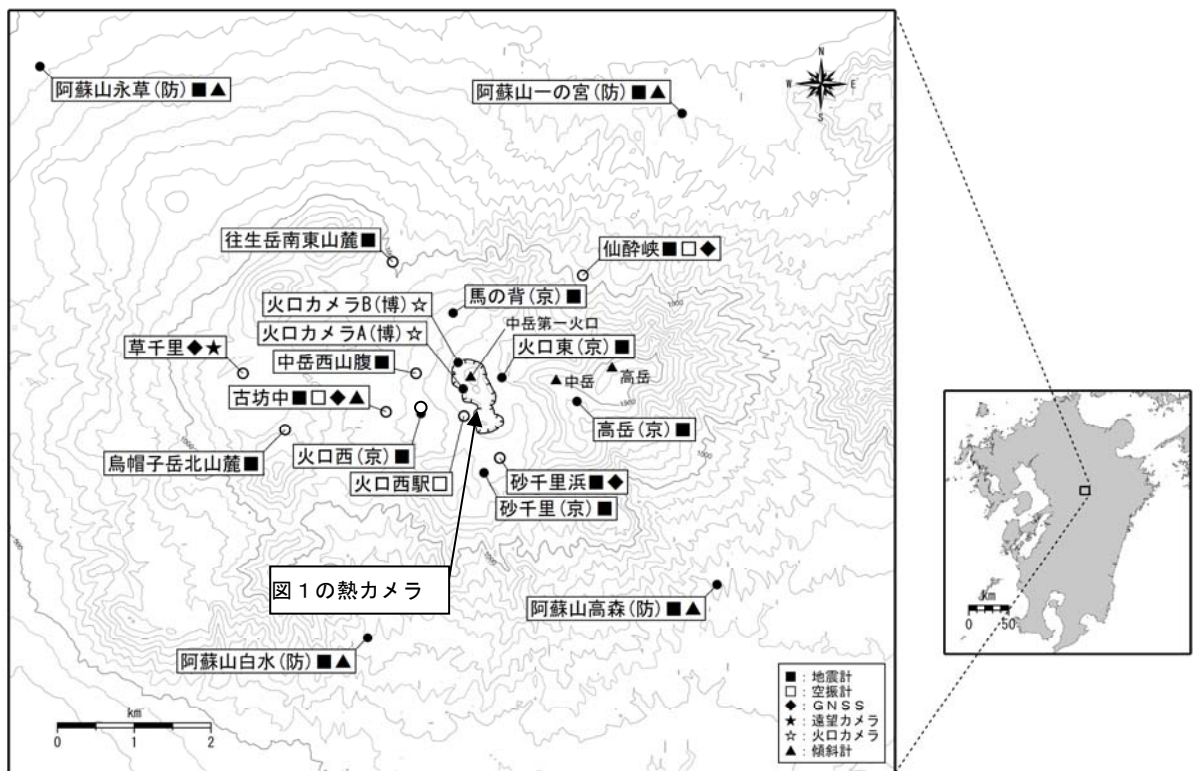 阿蘇山永草(防)■▲
阿蘇山一の宮(防)■▲
N
W
E
S
往生岳南東山麓■
仙酔峡■□◆
馬の背(京)■
火口カメラB(博)☆
中岳第一火口
火口カメラA(博)☆
火口東(京)■
草千里◆★
中岳西山腹■
中岳
高岳
1000
1500
古坊中■□◆▲
高岳(京)■
烏帽子岳北山麓■
火口西(京)■
火口西駅□
砂千里浜■◆
砂千里(京)■
1000
図1の熱カメラ
阿蘇山高森(防)■▲
阿蘇山白水(防)■▲
km
0
1
2
■:地震計
□:空振計
◆:GNSS
★:遠望カメラ
☆:火口カメラ
▲:傾斜計
km
0
50